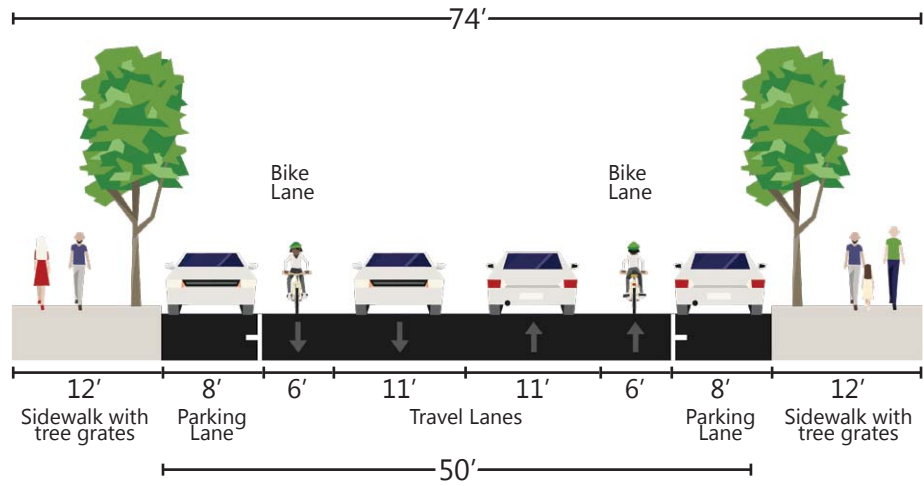 74’
Bike
Lane
Bike
Lane
12’ 8’ 6’ 11’ 11’ 6’ 8’ 12’
Sidewalk with
tree grates
Parking
Lane
Travel Lanes
Parking
Lane
Sidewalk with
tree grates
50’